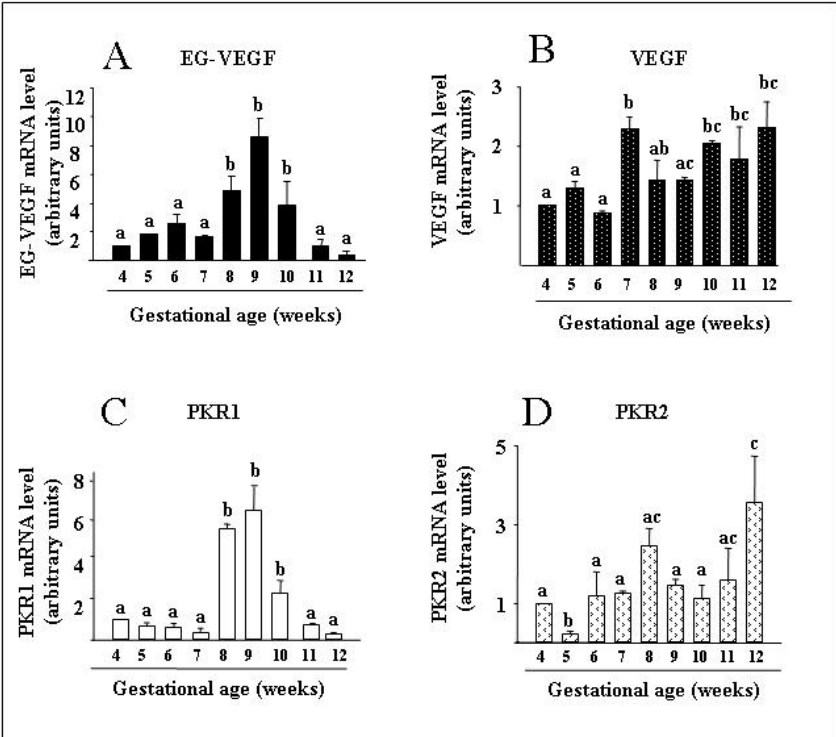 A
EG-VEGF
EG-VEGF mRNA level
(arbitrary units)
12
10
8
6
4
2
a a a a b b b a a
4 5 6 7 8 9 10 11 12
Gestational age (weeks)
B
VEGF
VEGF mRNA level
(arbitrary units)
3
2
1
a a a b ab ac bc bc bc
4 5 6 7 8 9 10 11 12
Gestational age (weeks)
C
PKR1
PKR1 mRNA level
(arbitrary units)
8
6
4
2
a a a a b b b a a
4 5 6 7 8 9 10 11 12
Gestational age (weeks)
D
PKR2
PKR2 mRNA level
(arbitrary units)
5
3
1
a b a a ac a a ac c
4 5 6 7 8 9 10 11 12
Gestational age (weeks)